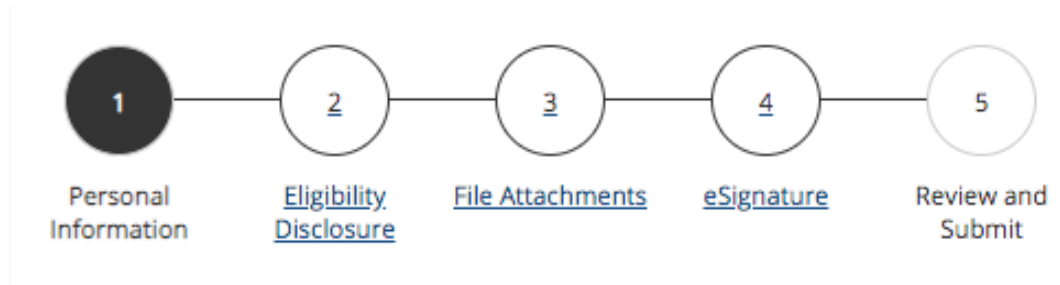 1
2
3
4
5
Personal
Information
Eligibility
Disclosure
File Attachments
eSignature
Review and
Submit